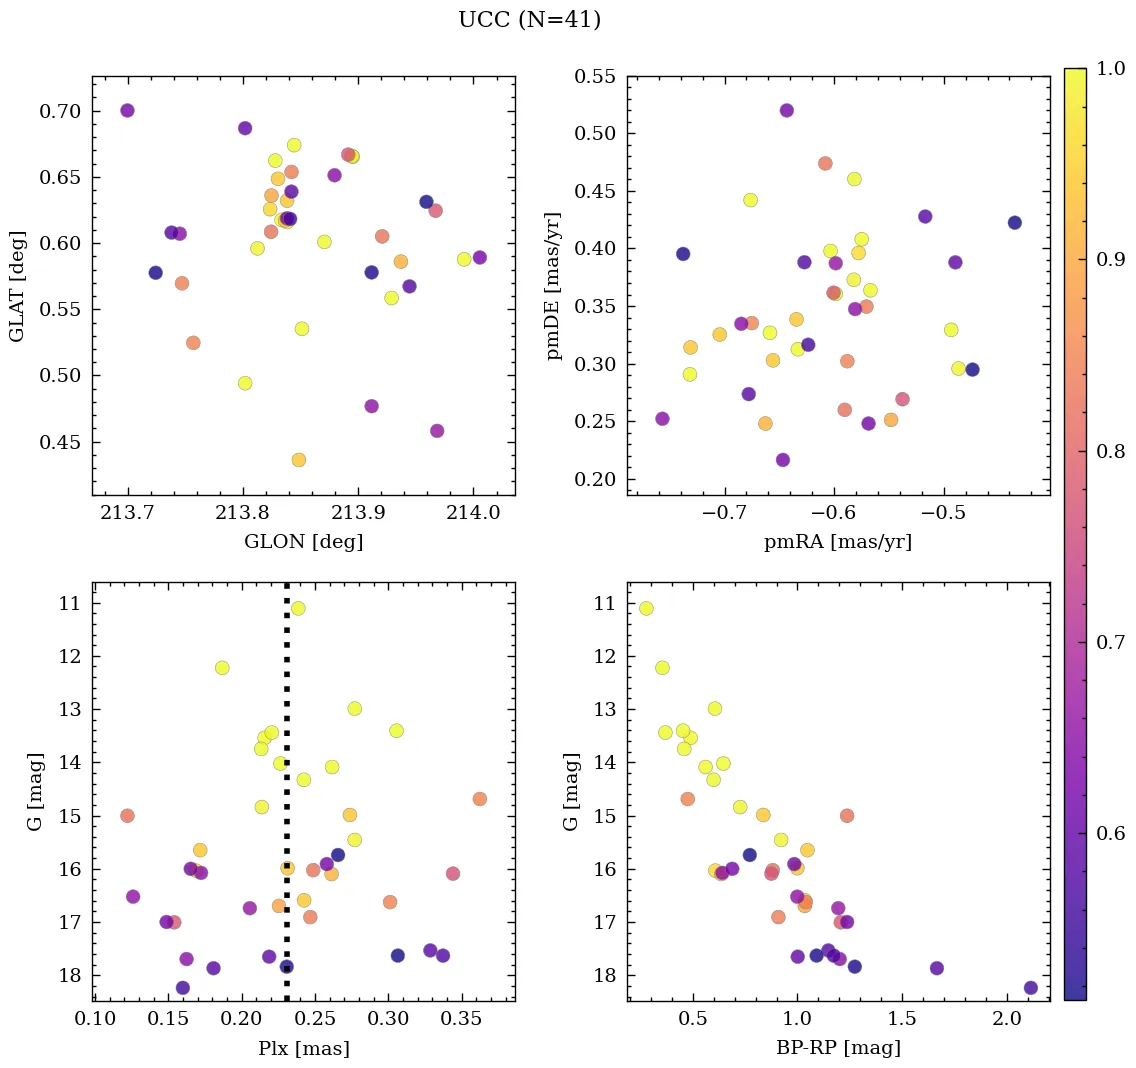 UCC (N=41)
0.70
0.65
0.60
0.55
0.50
0.45
GLAT [deg]
213.7 213.8 213.9 214.0
GLON [deg]
0.55
0.50
0.45
0.40
0.35
0.30
0.25
0.20
pmDE [mas/yr]
−0.7 −0.6 −0.5
pmRA [mas/yr]
1.0
0.9
0.8
0.7
0.6
11
12
13
14
15
16
17
18
G [mag]
0.10 0.15 0.20 0.25 0.30 0.35
Plx [mas]
11
12
13
14
15
16
17
18
G [mag]
0.5 1.0 1.5 2.0
BP-RP [mag]